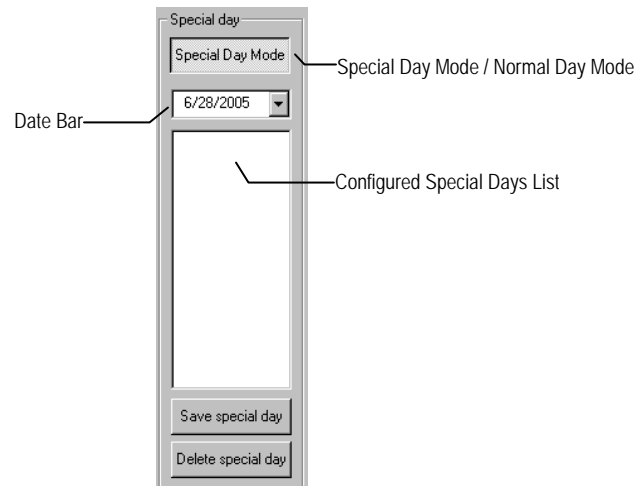 Special day
Special Day Mode
Special Day Mode / Normal Day Mode
6/28/2005
Date Bar
Configured Special Days List
Save special day
Delete special day